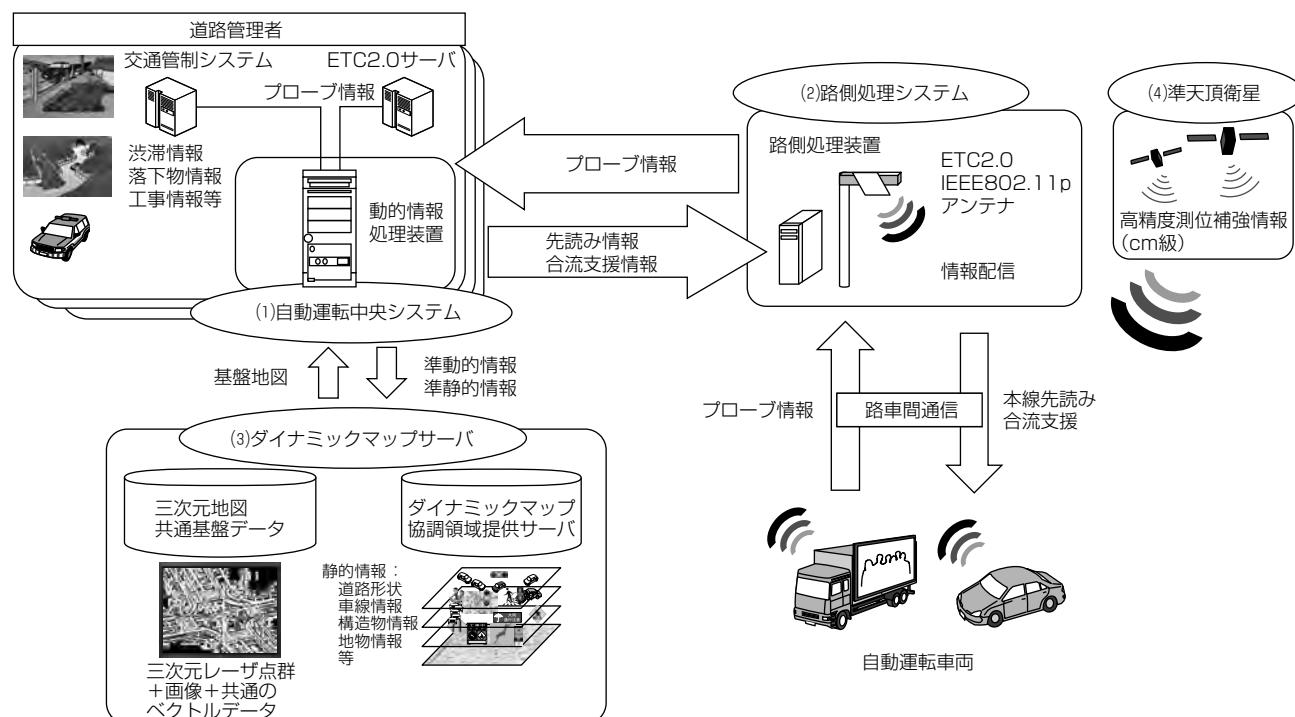 道路管理者
交通管制システム
ETC2.0サーバ
プローブ情報
渋滞情報
落下物情報
工事情報等
動的情報
処理装置
⑴自動運転中央システム
プローブ情報
先読み情報
合流支援情報
⑵路側処理システム
路側処理装置
ETC2.0
IEEE802.11p
アンテナ
情報配信
⑷準天頂衛星
高精度測位補強情報
(cm級)
基盤地図
準動的情報
準静的情報
プローブ情報
路車間通信
本線先読み
合流支援
⑶ダイナミックマップサーバ
三次元地図
共通基盤データ
ダイナミックマップ
協調領域提供サーバ
静的情報:
道路形状
車線情報
構造物情報
地物情報
等
三次元レーザ点群
+画像+共通の
ベクトルデータ
自動運転車両